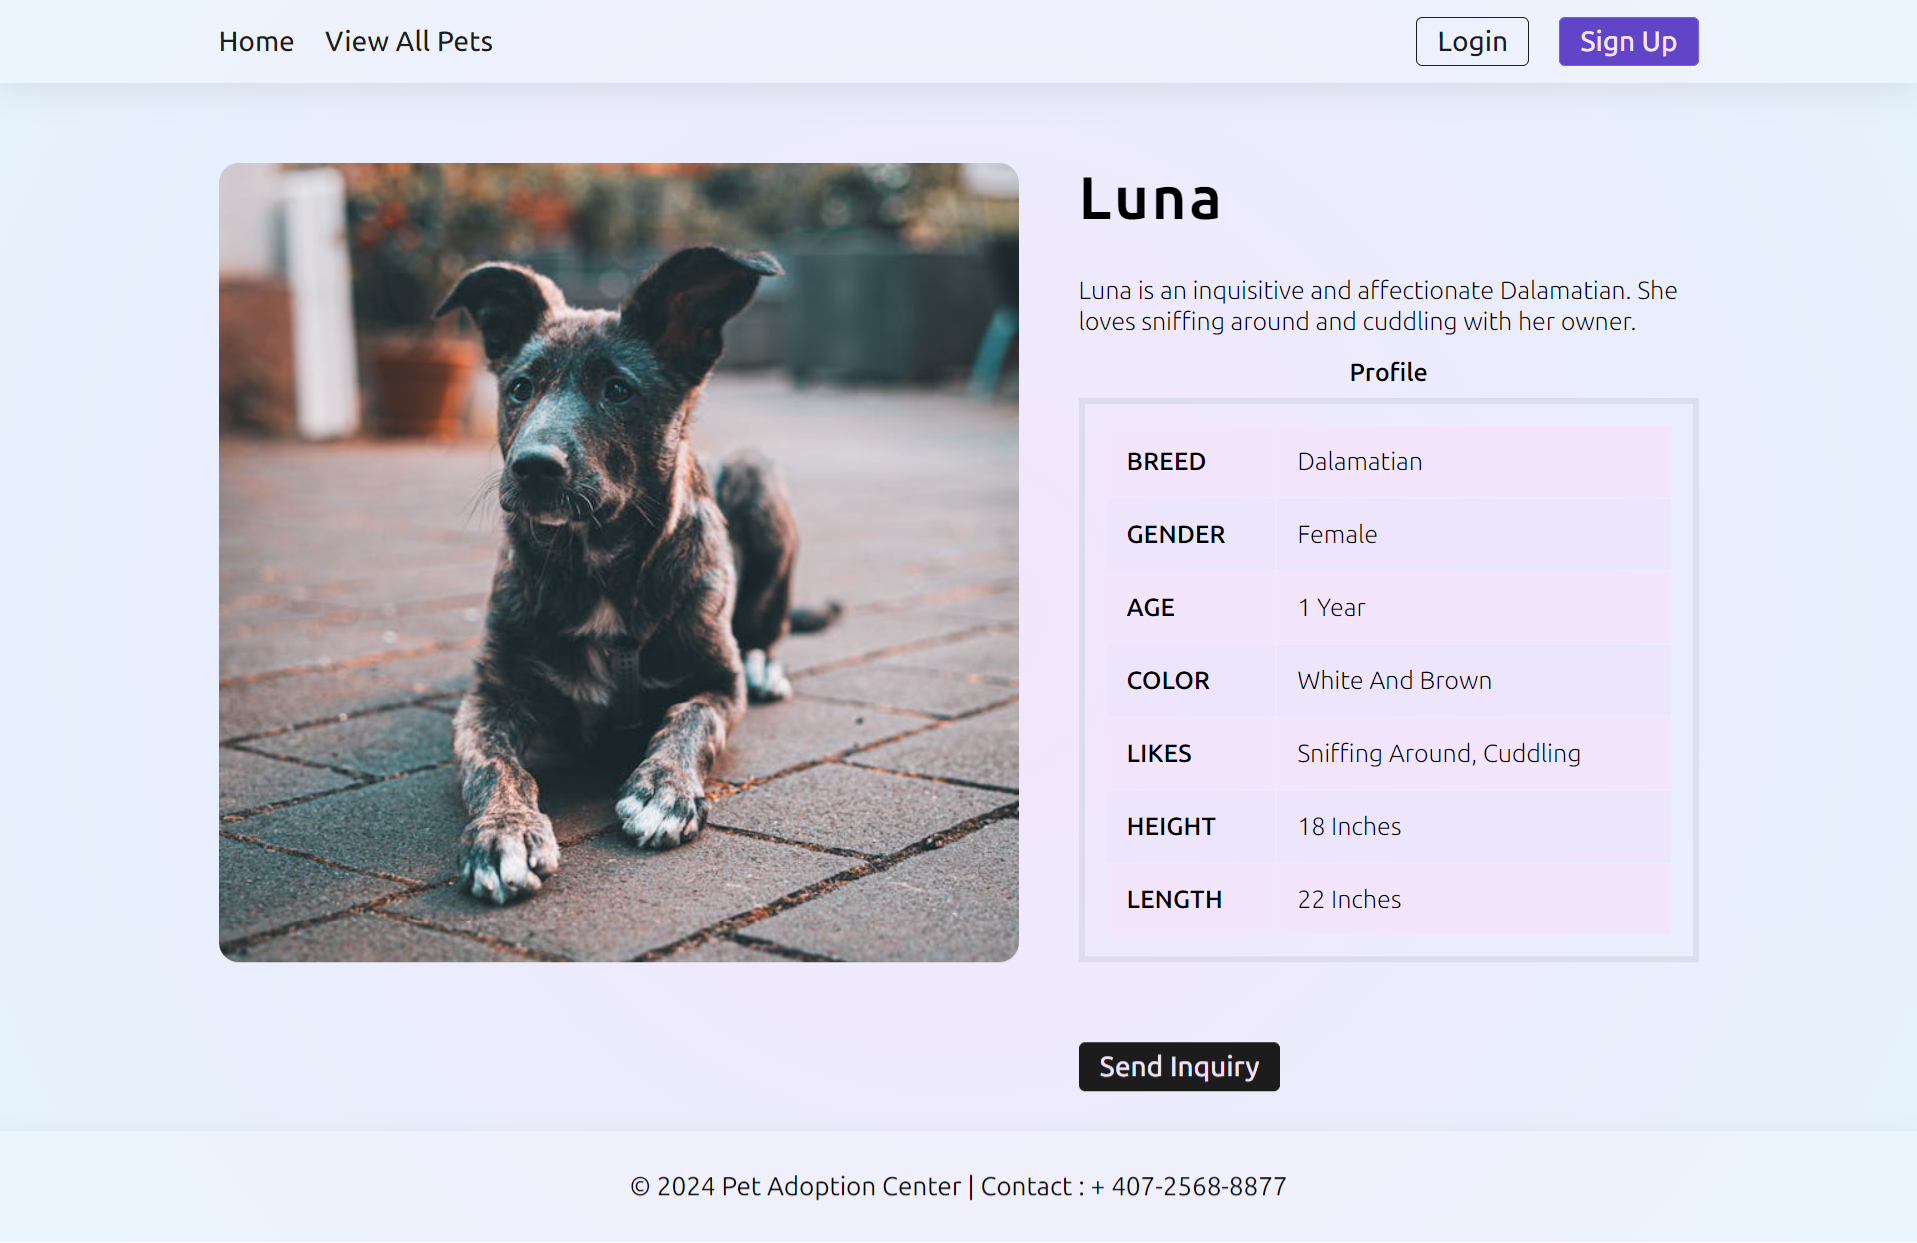 Home View All Pets Login Sign Up
Luna
Luna is an inquisitive and affectionate Dalamatian. She
loves sniffing around and cuddling with her owner.
Profile
BREED Dalamatian
GENDER Female
AGE 1 Year
COLOR White And Brown
LIKES Sniffing Around, Cuddling
HEIGHT 18 Inches
LENGTH 22 Inches
Send Inquiry
© 2024 Pet Adoption Center | Contact : + 407-2568-8877